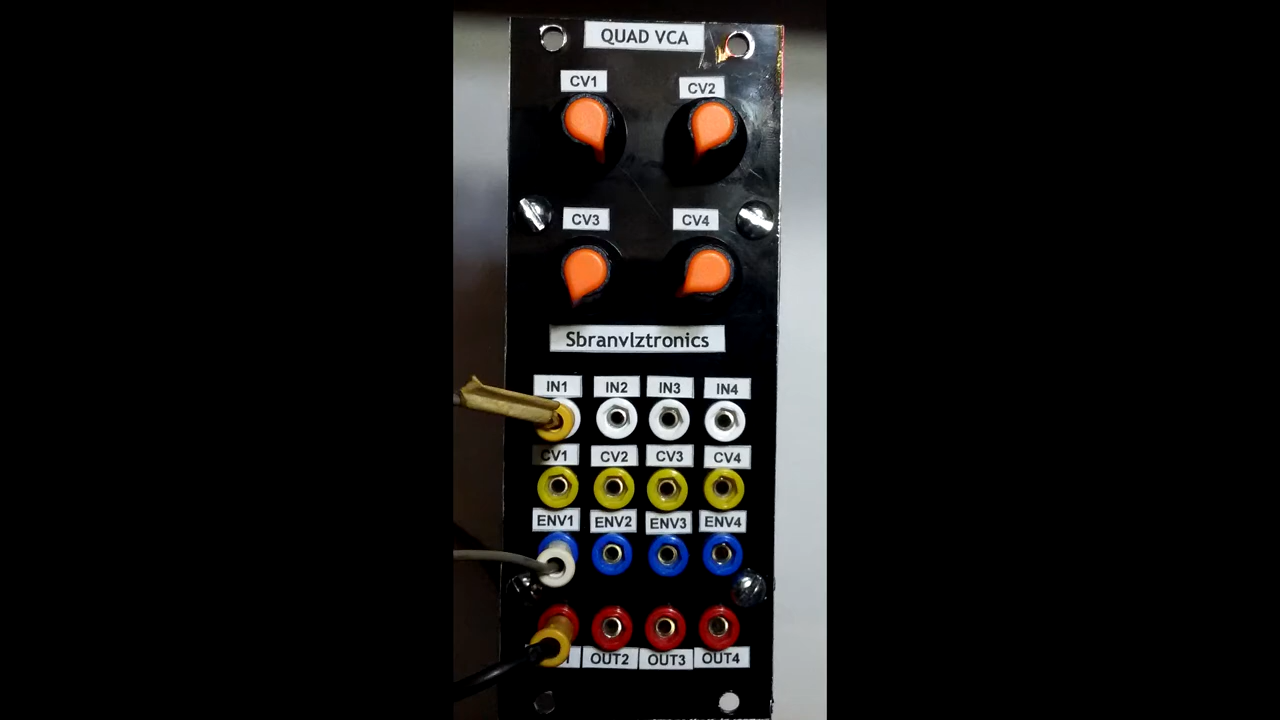 QUAD VCA
CV1 CV2
CV3 CV4
Sbranvlztronics
IN1 IN2 IN3 IN4
CV1 CV2 CV3 CV4
ENV1 ENV2 ENV3 ENV4
OUT2 OUT3 OUT4